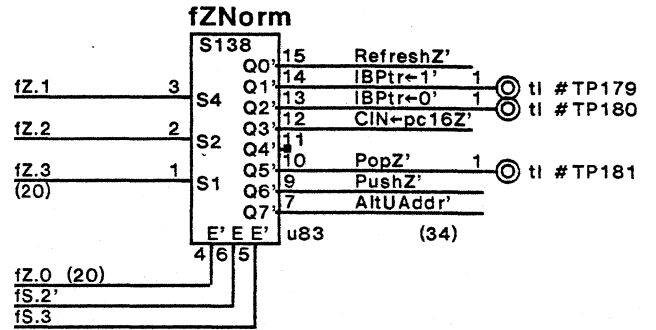 fZNorm
S138
Q0' 15 RefreshZ'
Q1' 14 IBPtr←1' 1 tl #TP179
fZ.1 3 S4
Q2' 13 IBPtr←0' 1 tl #TP180
Q3' 12 CIN←pc16Z'
fZ.2 2 S2
Q4' 11
Q5' 10 PopZ' 1 tl #TP181
fZ.3 1 S1
(20)
Q6' 9 PushZ'
Q7' 7 AltUAddr'
E' E E' u83 (34)
4 6 5
fZ.0 (20)
fS.2'
fS.3